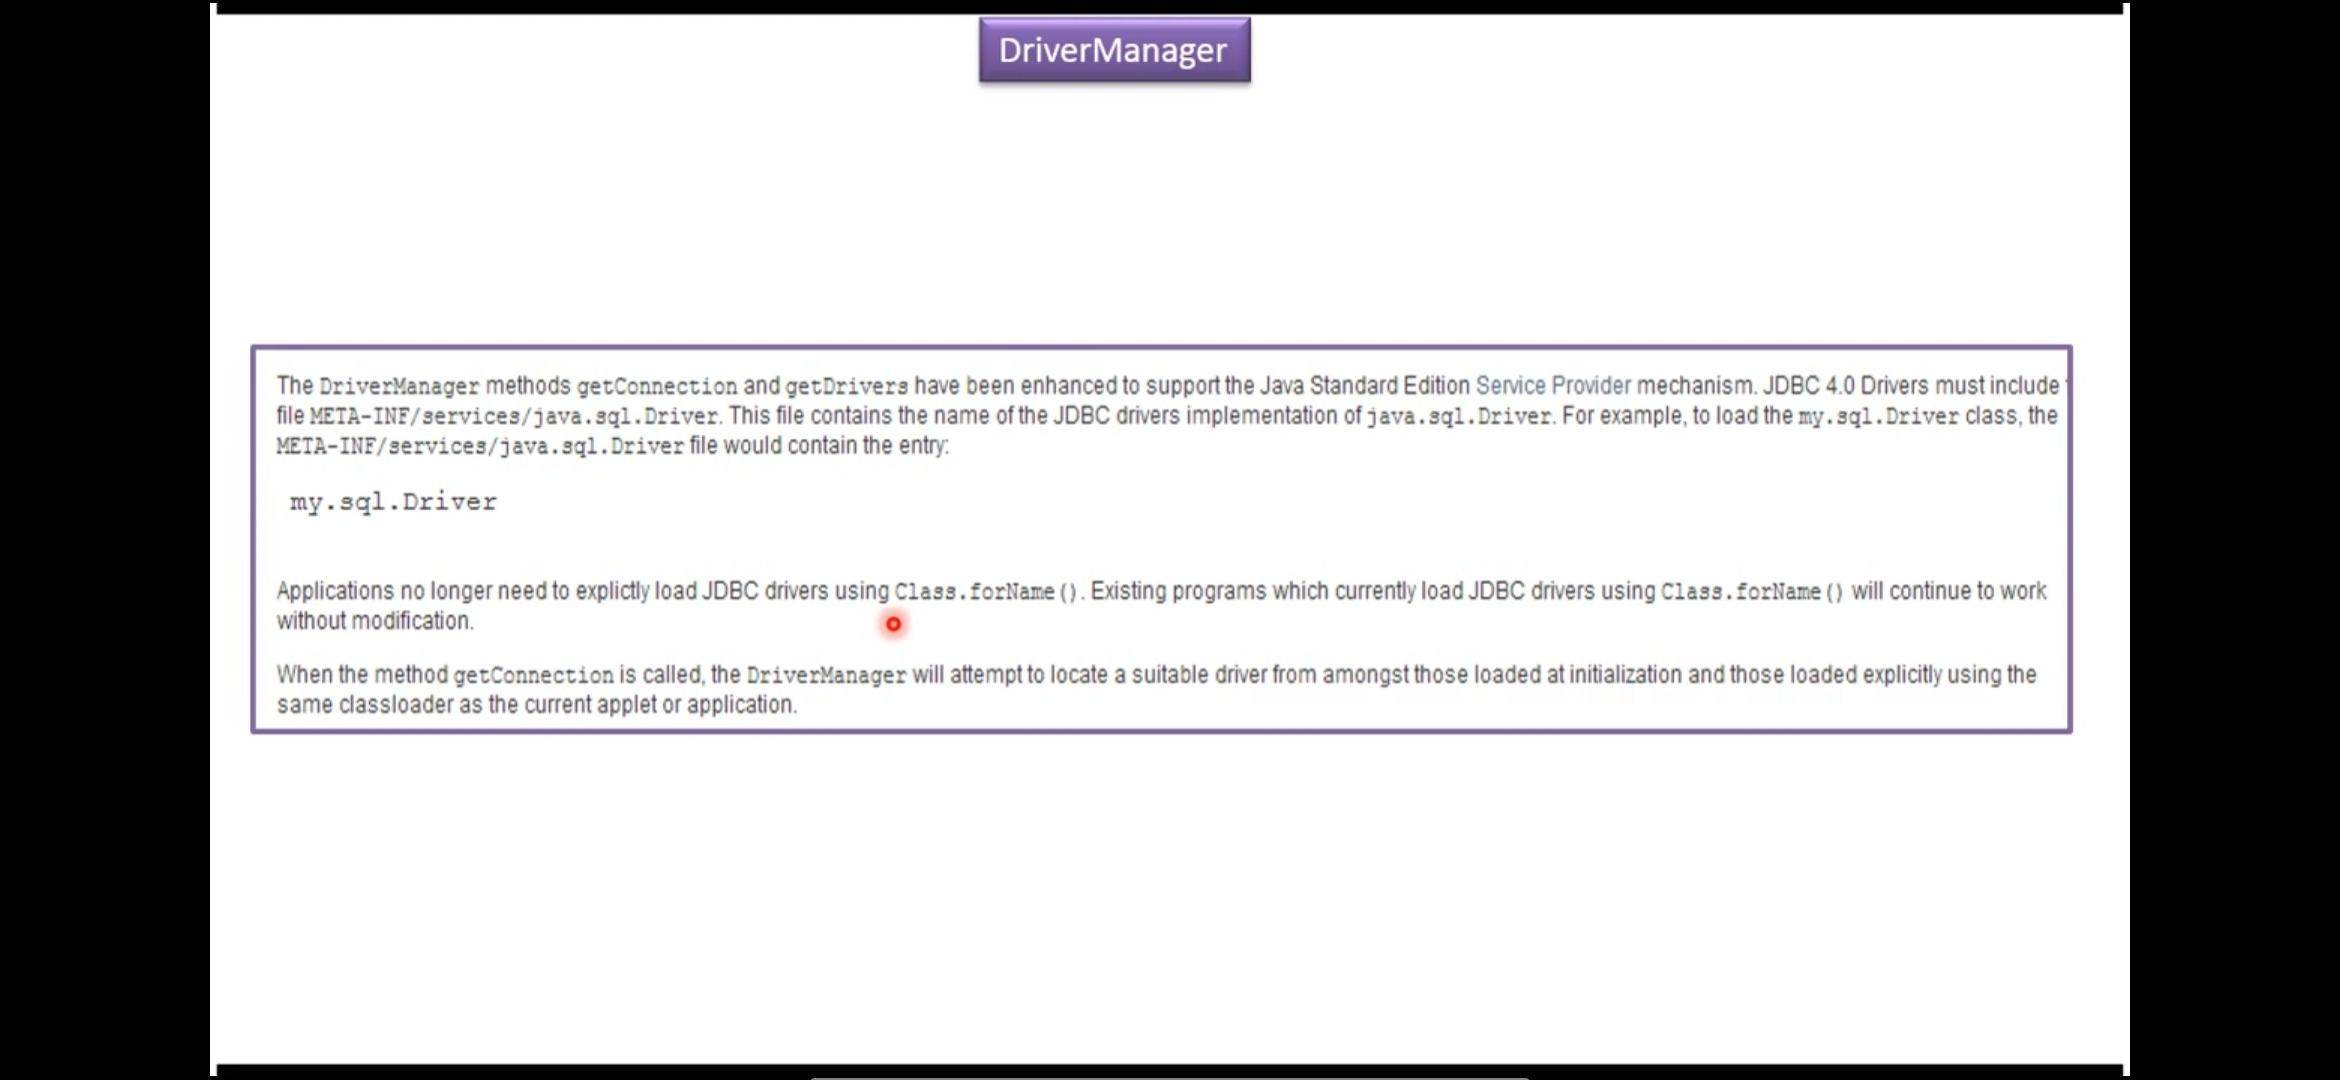 DriverManager
The DriverManager methods getConnection and getDrivers have been enhanced to support the Java Standard Edition Service Provider mechanism. JDBC 4.0 Drivers must include
file META-INF/services/java.sql.Driver. This file contains the name of the JDBC drivers implementation of java.sql.Driver. For example, to load the my.sql.Driver class, the
META-INF/services/java.sql.Driver file would contain the entry:
my.sql.Driver
Applications no longer need to explictly load JDBC drivers using Class.forName(). Existing programs which currently load JDBC drivers using Class.forName() will continue to work
without modification.
When the method getConnection is called, the DriverManager will attempt to locate a suitable driver from amongst those loaded at initialization and those loaded explicitly using the
same classloader as the current applet or application.